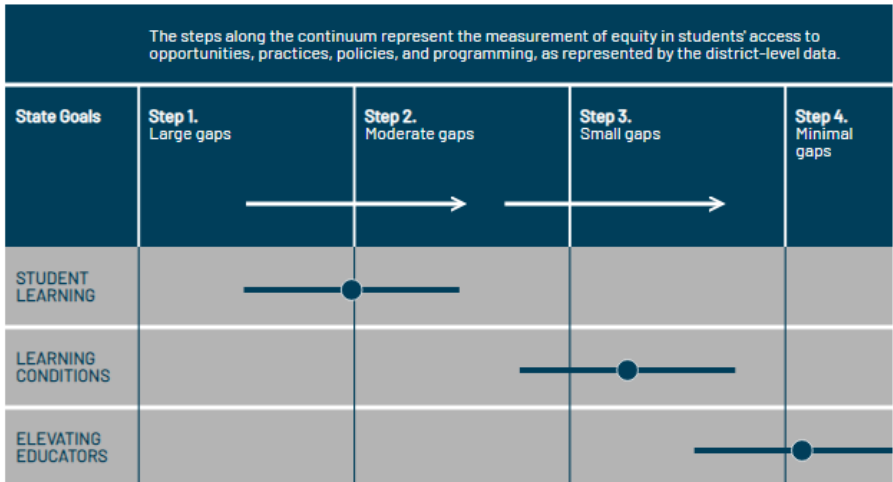 The steps along the continuum represent the measurement of equity in students' access to
opportunities, practices, policies, and programming, as represented by the district-level data.
State Goals
Step 1.
Large gaps
Step 2.
Moderate gaps
Step 3.
Small gaps
Step 4.
Minimal
gaps
STUDENT
LEARNING
LEARNING
CONDITIONS
ELEVATING
EDUCATORS